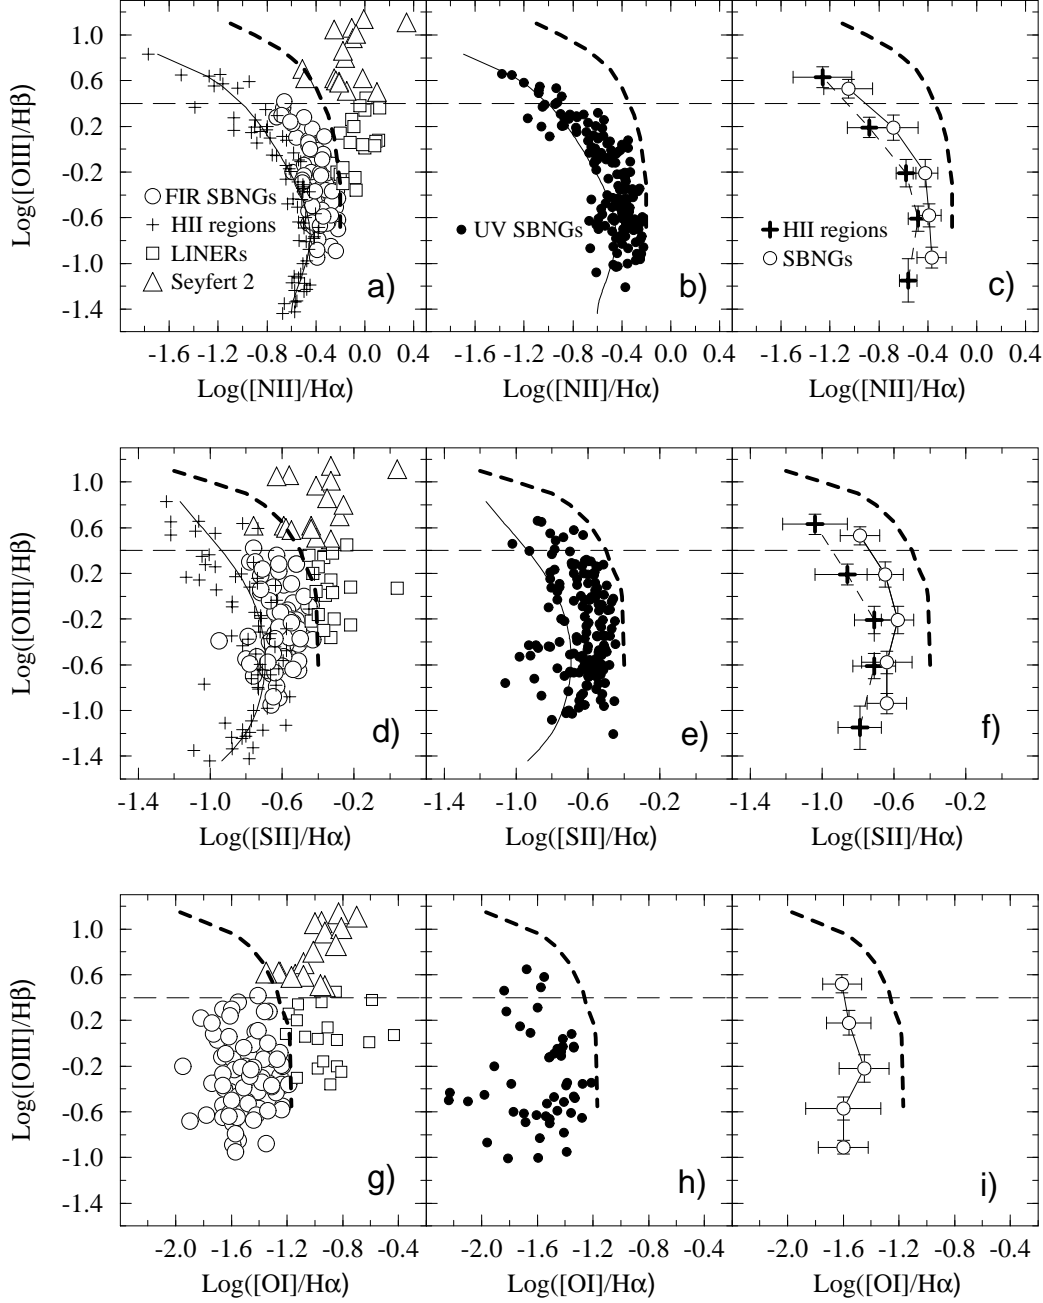 1.0
0.6
0.2
-0.2
-0.6
-1.0
-1.4
Log([OIII]/Hβ)
FIR SBNGs
HII regions
LINERs
Seyfert 2
a)
UV SBNGs
b)
HII regions
SBNGs
c)
-1.6 -1.2 -0.8 -0.4 0.0 0.4
-1.6 -1.2 -0.8 -0.4 0.0 0.4
-1.6 -1.2 -0.8 -0.4 0.0 0.4
Log([NII]/Hα)
Log([NII]/Hα)
Log([NII]/Hα)
1.0
0.6
0.2
-0.2
-0.6
-1.0
-1.4
Log([OIII]/Hβ)
d)
e)
f)
-1.4 -1.0 -0.6 -0.2
-1.0 -0.6 -0.2
-1.4 -1.0 -0.6 -0.2
Log([SII]/Hα)
Log([SII]/Hα)
Log([SII]/Hα)
1.0
0.6
0.2
-0.2
-0.6
-1.0
-1.4
Log([OIII]/Hβ)
g)
h)
i)
-2.0 -1.6 -1.2 -0.8 -0.4
-2.0 -1.6 -1.2 -0.8 -0.4
-2.0 -1.6 -1.2 -0.8 -0.4
Log([OI]/Hα)
Log([OI]/Hα)
Log([OI]/Hα)